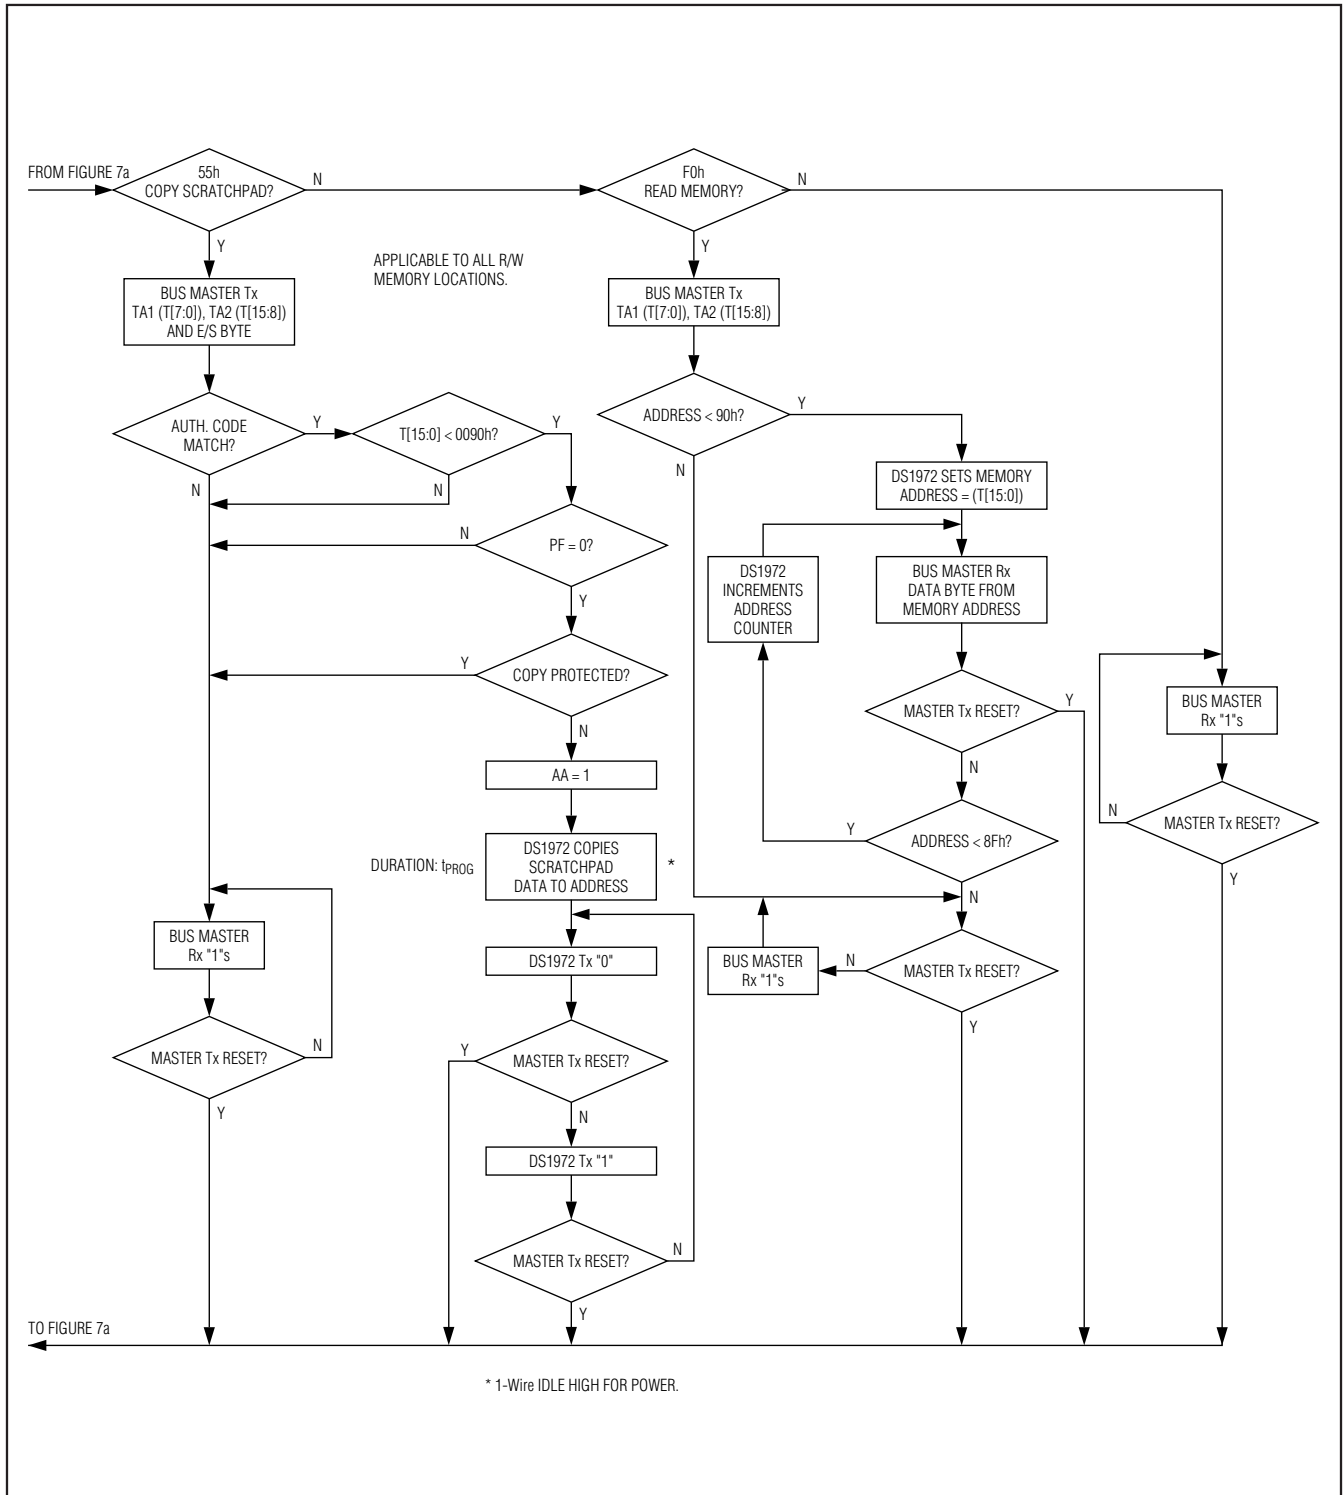 FROM FIGURE 7a
55h
COPY SCRATCHPAD?
N
Y
F0h
READ MEMORY?
N
Y
APPLICABLE TO ALL R/W
MEMORY LOCATIONS.
BUS MASTER Tx
TA1 (T[7:0]), TA2 (T[15:8])
AND E/S BYTE
BUS MASTER Tx
TA1 (T[7:0]), TA2 (T[15:8])
AUTH. CODE
MATCH?
Y
N
T[15:0] < 0090h?
Y
N
ADDRESS < 90h?
Y
N
DS1972 SETS MEMORY
ADDRESS = (T[15:0])
PF = 0?
N
Y
DS1972
INCREMENTS
ADDRESS
COUNTER
BUS MASTER Rx
DATA BYTE FROM
MEMORY ADDRESS
COPY PROTECTED?
Y
N
MASTER Tx RESET?
Y
N
BUS MASTER
Rx "1"s
AA = 1
MASTER Tx RESET?
N
Y
ADDRESS < 8Fh?
Y
N
DURATION: tPROG
DS1972 COPIES
SCRATCHPAD
DATA TO ADDRESS
*
BUS MASTER
Rx "1"s
DS1972 Tx "0"
BUS MASTER
Rx "1"s
N
MASTER Tx RESET?
Y
MASTER Tx RESET?
N
Y
MASTER Tx RESET?
Y
N
DS1972 Tx "1"
MASTER Tx RESET?
N
Y
TO FIGURE 7a
* 1-Wire IDLE HIGH FOR POWER.